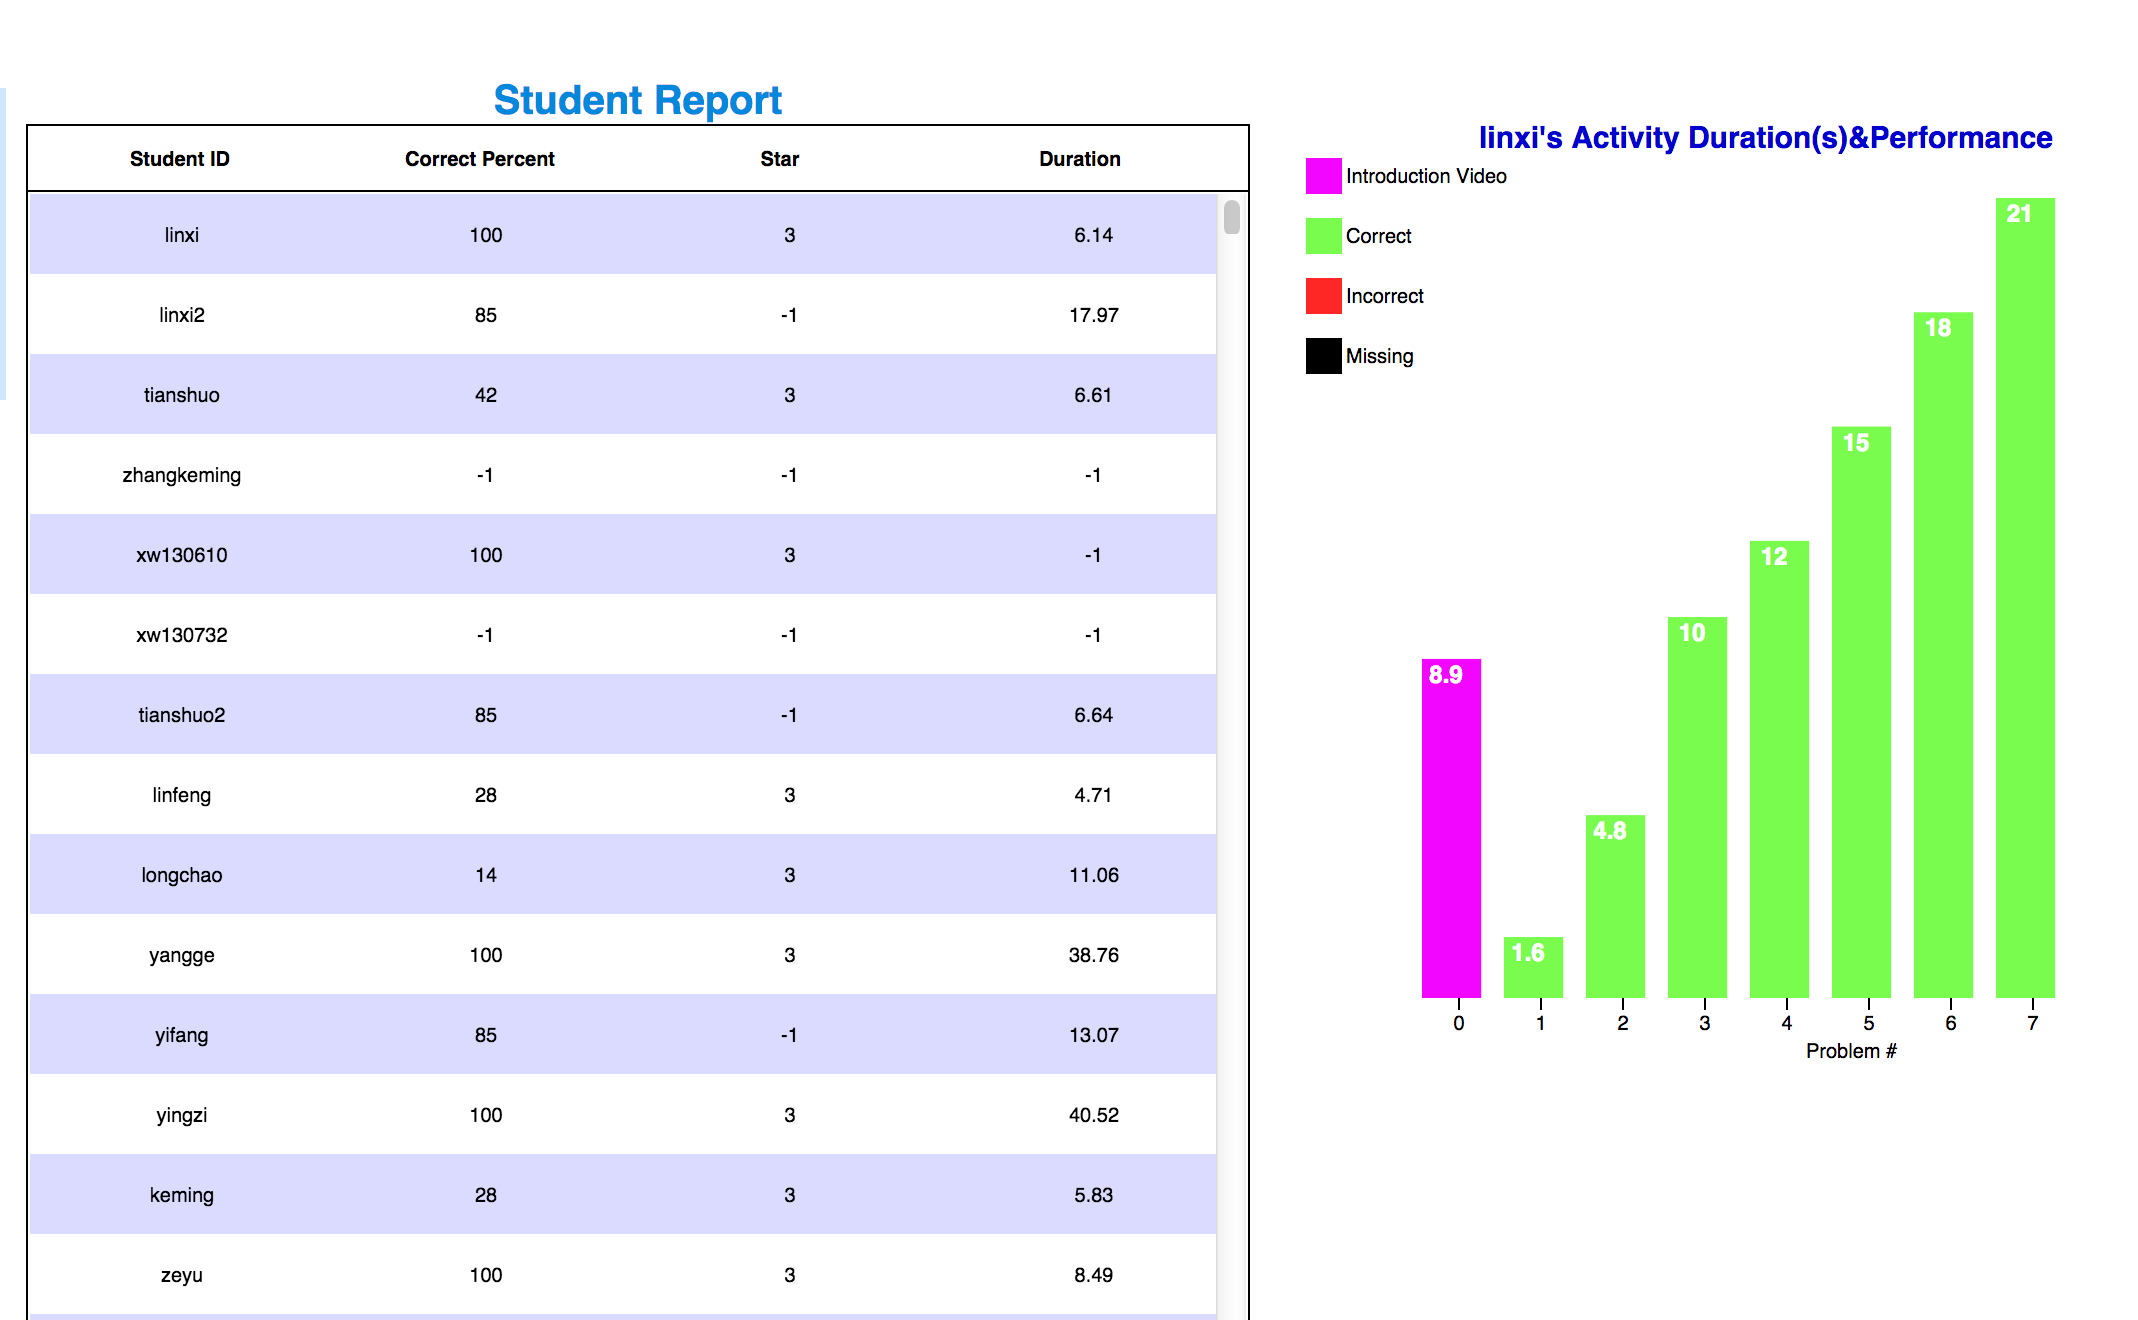 Student Report
Student ID Correct Percent Star Duration
linxi 100 3 6.14
linxi2 85 -1 17.97
tianshuo 42 3 6.61
zhangkeming -1 -1 -1
xw130610 100 3 -1
xw130732 -1 -1 -1
tianshuo2 85 -1 6.64
linfeng 28 3 4.71
longchao 14 3 11.06
yangge 100 3 38.76
yifang 85 -1 13.07
yingzi 100 3 40.52
keming 28 3 5.83
zeyu 100 3 8.49
linxi's Activity Duration(s)&Performance
Introduction Video
Correct
Incorrect
Missing
8.9 1.6 4.8 10 12 15 18 21
0 1 2 3 4 5 6 7
Problem #